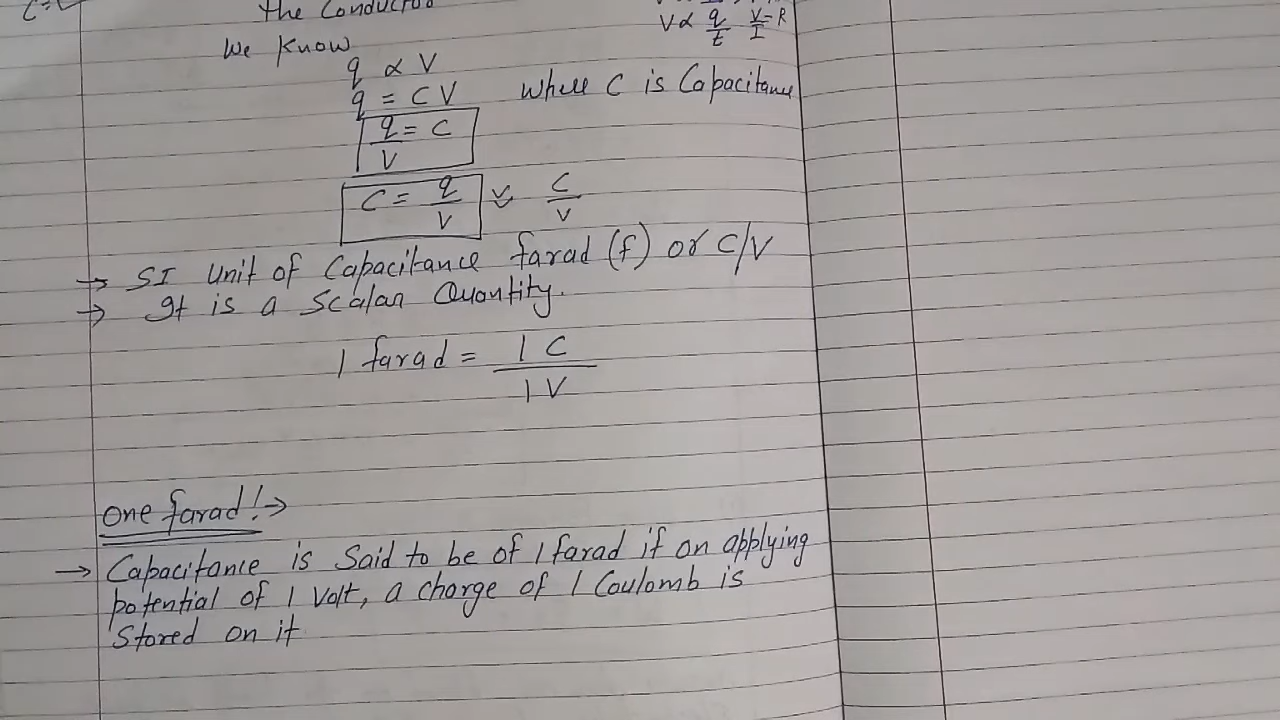 the Conductor
V ∝ q/t V/I = R
We know
q ∝ V
q = CV where C is Capacitance
q/V = C
C = q/V C/V
→ SI unit of Capacitance farad (f) or C/V
→ It is a Scalar Quantity.
1 farad = 1 C / 1 V
One farad!→
→ Capacitance is Said to be of 1 farad if on applying
potential of 1 Volt, a charge of 1 Coulomb is
Stored on it